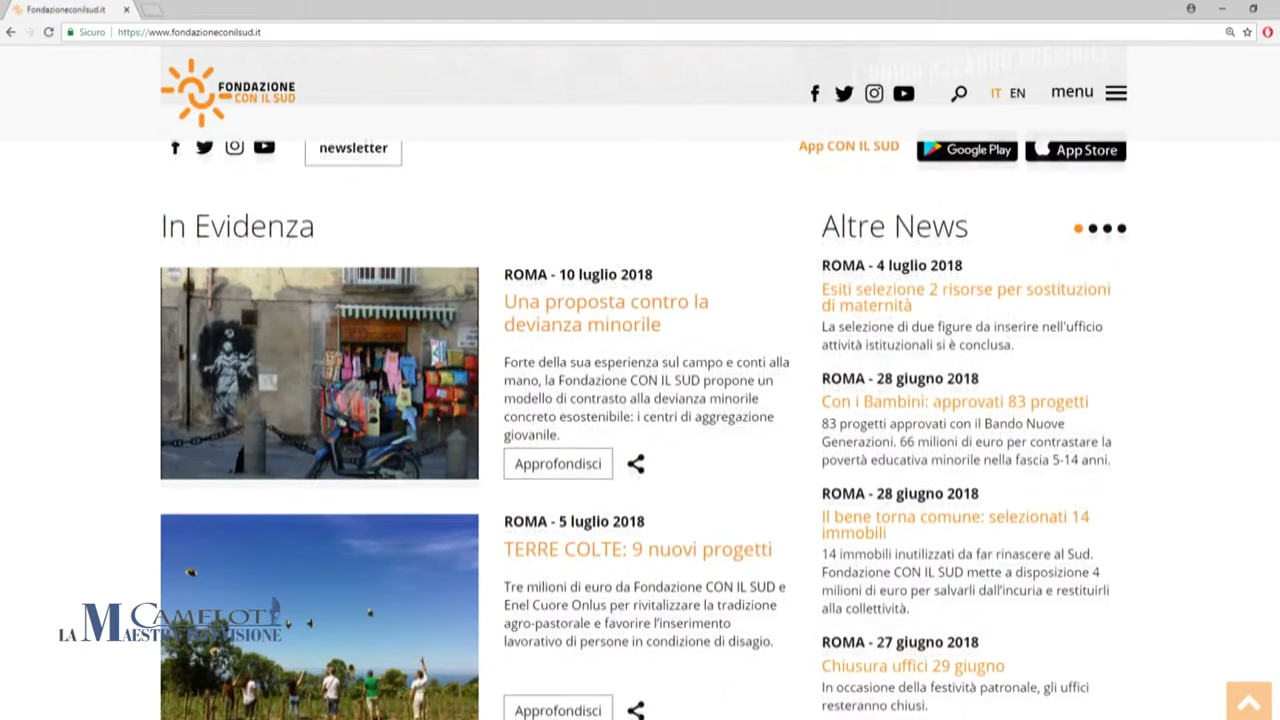 Fondazioneconilsud.it
Sicuro
https://www.fondazioneconilsud.it
FONDAZIONE
CON IL SUD
IT EN
menu
newsletter
App CON IL SUD
Google Play
App Store
In Evidenza
ROMA - 10 luglio 2018
Una proposta contro la
devianza minorile
Forte della sua esperienza sul campo e conti alla
mano, la Fondazione CON IL SUD propone un
modello di contrasto alla devianza minorile
concreto esostenibile: i centri di aggregazione
giovanile.
Approfondisci
ROMA - 5 luglio 2018
TERRE COLTE: 9 nuovi progetti
Tre milioni di euro da Fondazione CON IL SUD e
Enel Cuore Onlus per rivitalizzare la tradizione
agro-pastorale e favorire l'inserimento
lavorativo di persone in condizione di disagio.
Approfondisci
Altre News
ROMA - 4 luglio 2018
Esiti selezione 2 risorse per sostituzioni
di maternità
La selezione di due figure da inserire nell'ufficio
attività istituzionali si è conclusa.
ROMA - 28 giugno 2018
Con i Bambini: approvati 83 progetti
83 progetti approvati con il Bando Nuove
Generazioni. 66 milioni di euro per contrastare la
povertà educativa minorile nella fascia 5-14 anni.
ROMA - 28 giugno 2018
Il bene torna comune: selezionati 14
immobili
14 immobili inutilizzati da far rinascere al Sud.
Fondazione CON IL SUD mette a disposizione 4
milioni di euro per salvarli dall'incuria e restituirli
alla collettività.
ROMA - 27 giugno 2018
Chiusura uffici 29 giugno
In occasione della festività patronale, gli uffici
resteranno chiusi.
CAMELOT
LA